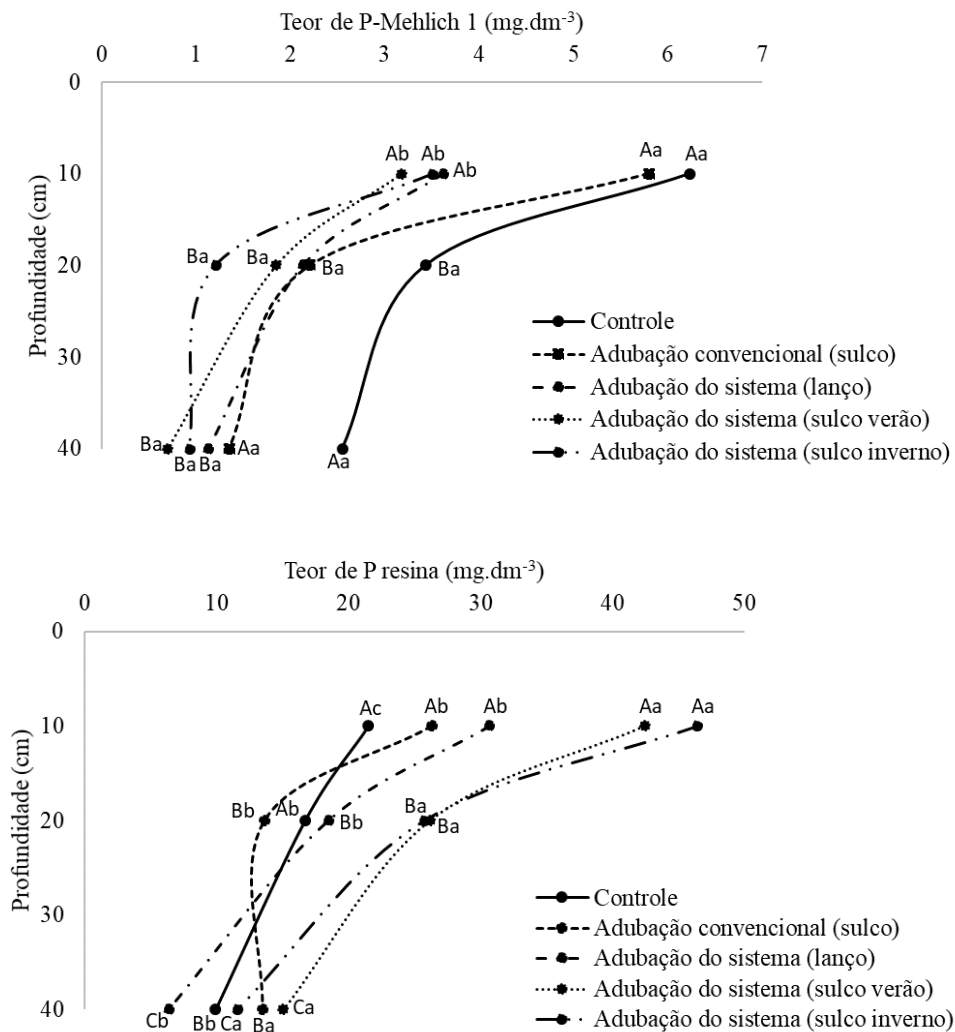 Teor de P-Mehlich 1 (mg.dm-3)
0 1 2 3 4 5 6 7
0
Ab Ab Ab Aa Aa
10
Ba Ba Ba Ba
20
30
40
Ba Ba Ba Aa Aa
Profundidade (cm)
Controle
Adubação convencional (sulco)
Adubação do sistema (lanço)
Adubação do sistema (sulco verão)
Adubação do sistema (sulco inverno)
Teor de P resina (mg.dm-3)
0 10 20 30 40 50
0
Ac Ab Ab Aa Aa
10
Bb Ab Bb Ba Ba
20
30
40
Cb Bb Ca Ba Ca
Profundidade (cm)
Controle
Adubação convencional (sulco)
Adubação do sistema (lanço)
Adubação do sistema (sulco verão)
Adubação do sistema (sulco inverno)